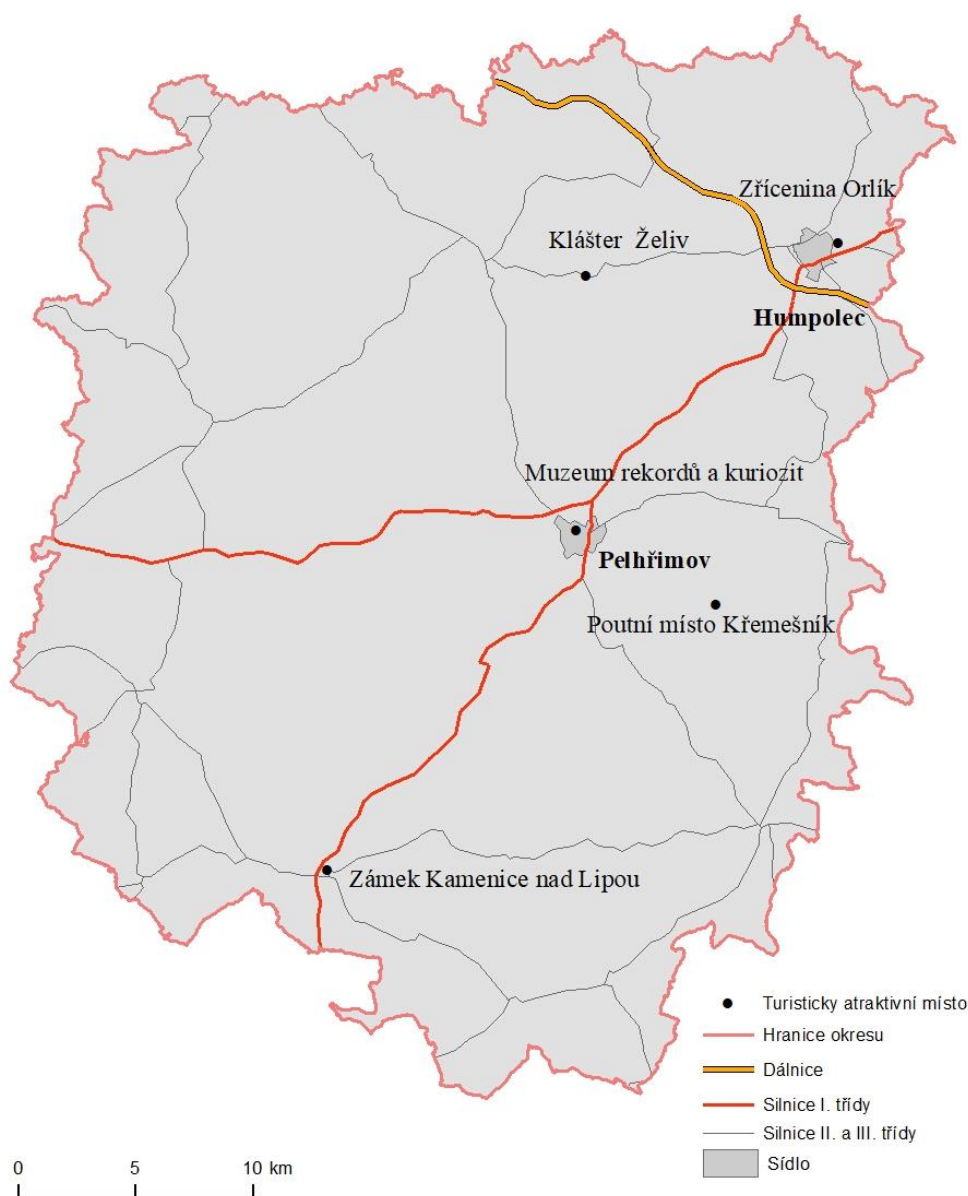 Zřícenina Orlík
Klášter Želiv
Humpolec
Muzeum rekordů a kuriozit
Pelhřimov
Poutní místo Křemešník
Zámek Kamenice nad Lipou
Turisticky atraktivní místo
Hranice okresu
Dálnice
Silnice I. třídy
Silnice II. a III. třídy
Sídlo
0 5 10 km